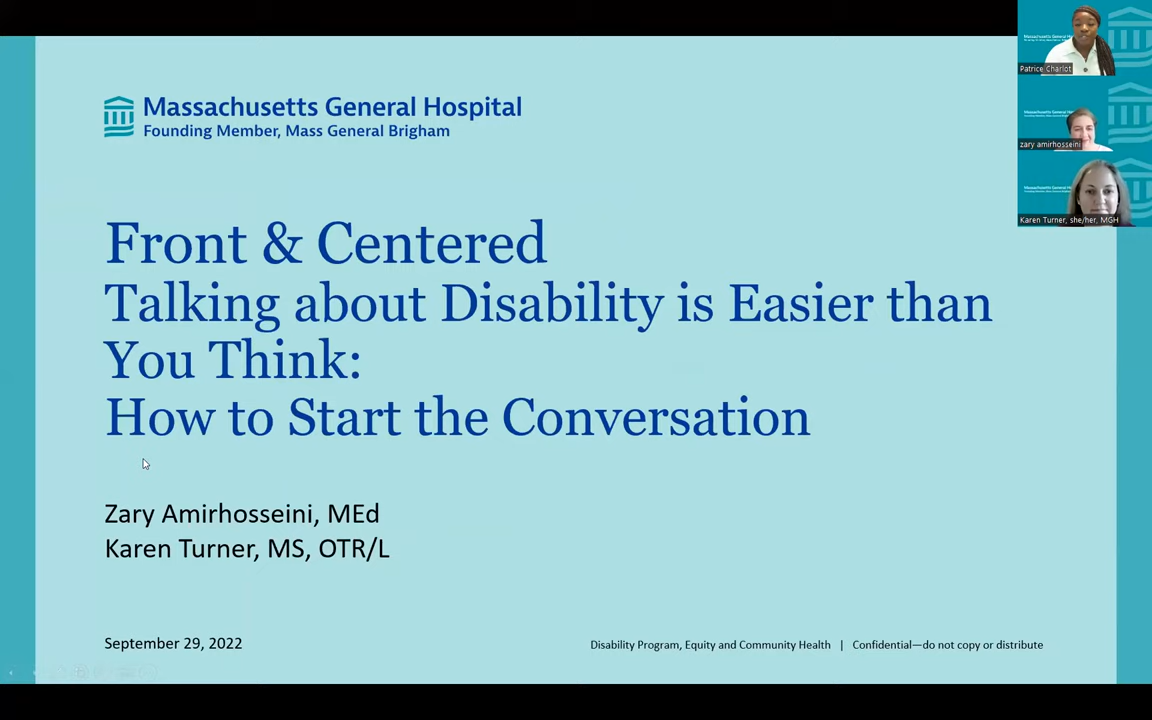 Massachusetts General Hospital
Founding Member, Mass General Brigham
Front & Centered
Talking about Disability is Easier than
You Think:
How to Start the Conversation
Zary Amirhosseini, MEd
Karen Turner, MS, OTR/L
September 29, 2022
Disability Program, Equity and Community Health | Confidential—do not copy or distribute
Patrice Charlot
zary amirhosseini
Karen Turner, she/her, MGH